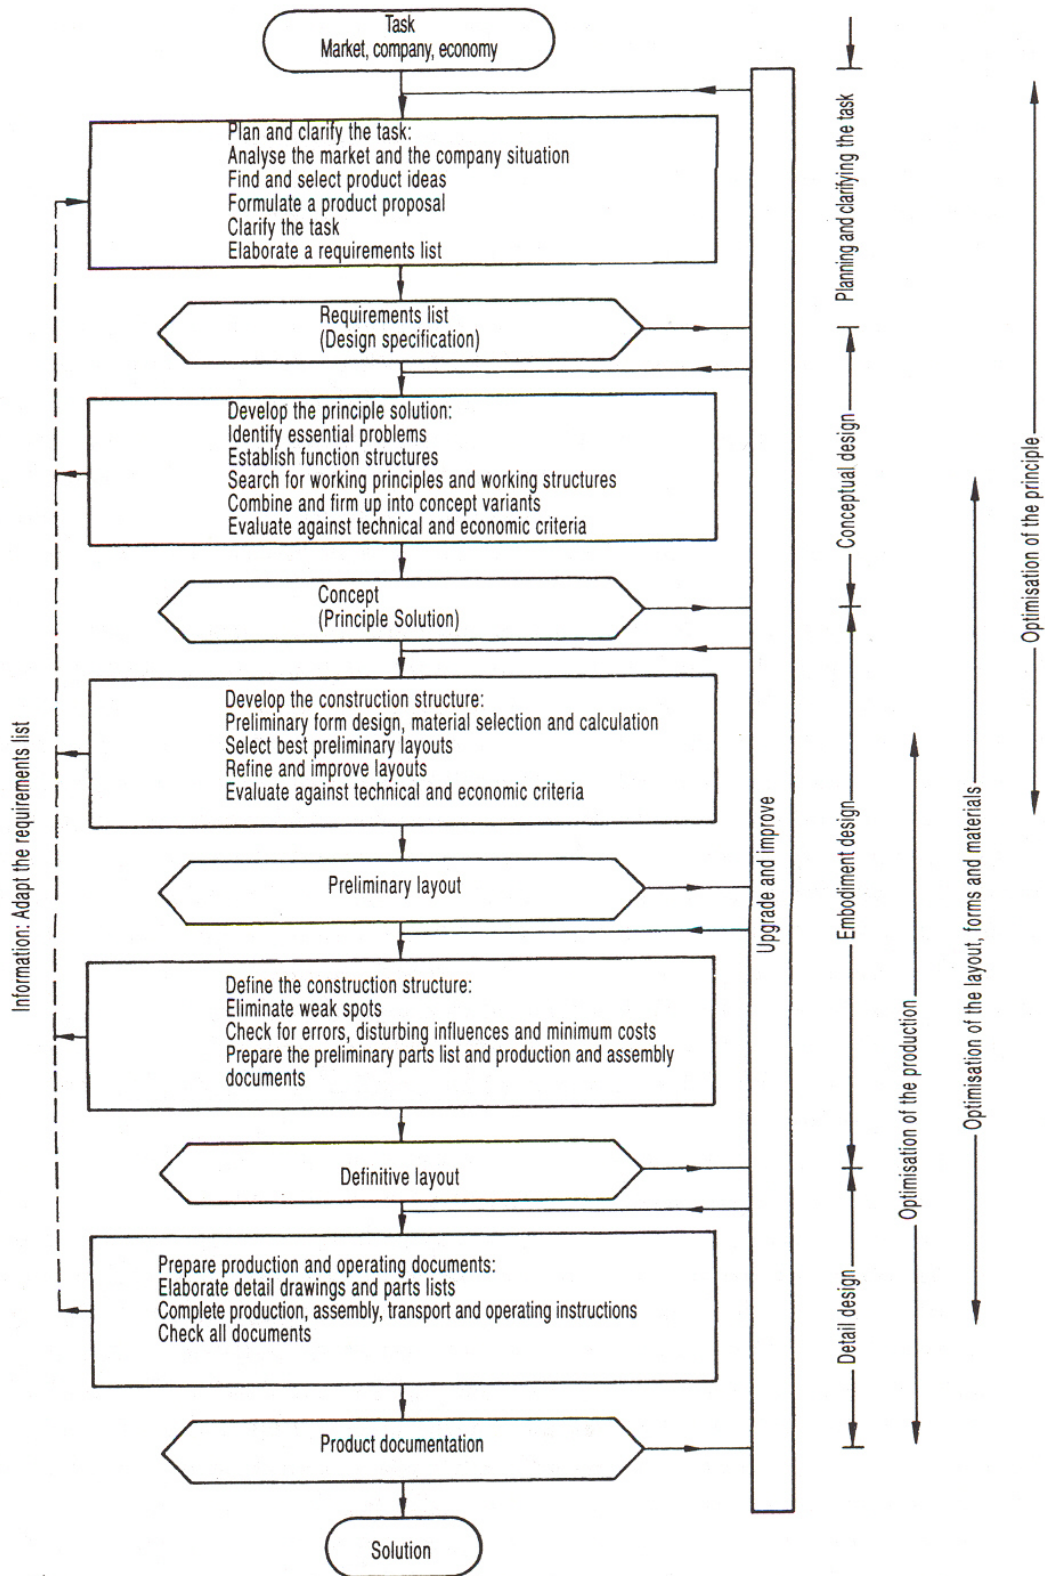 Task
Market, company, economy
Plan and clarify the task:
Analyse the market and the company situation
Find and select product ideas
Formulate a product proposal
Clarify the task
Elaborate a requirements list
Requirements list
(Design specification)
Develop the principle solution:
Identify essential problems
Establish function structures
Search for working principles and working structures
Combine and firm up into concept variants
Evaluate against technical and economic criteria
Concept
(Principle Solution)
Develop the construction structure:
Preliminary form design, material selection and calculation
Select best preliminary layouts
Refine and improve layouts
Evaluate against technical and economic criteria
Preliminary layout
Define the construction structure:
Eliminate weak spots
Check for errors, disturbing influences and minimum costs
Prepare the preliminary parts list and production and assembly
documents
Definitive layout
Prepare production and operating documents:
Elaborate detail drawings and parts lists
Complete production, assembly, transport and operating instructions
Check all documents
Product documentation
Solution
Information: Adapt the requirements list
Upgrade and improve
Planning and clarifying the task
Conceptual design
Embodiment design
Detail design
Optimisation of the production
Optimisation of the layout, forms and materials
Optimisation of the principle